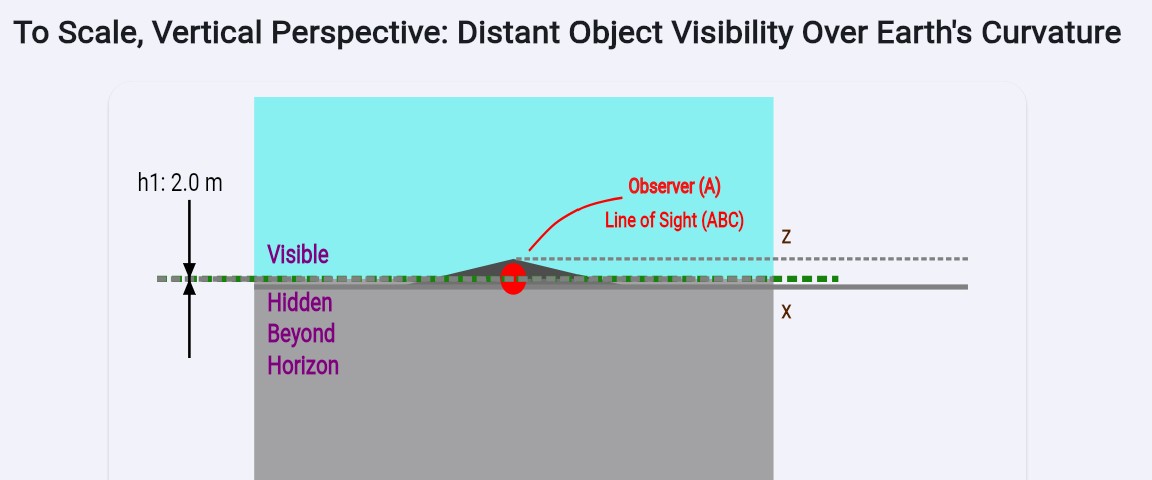 To Scale, Vertical Perspective: Distant Object Visibility Over Earth's Curvature
h1: 2.0 m
Observer (A)
Line of Sight (ABC)
z
Visible
Hidden
x
Beyond
Horizon